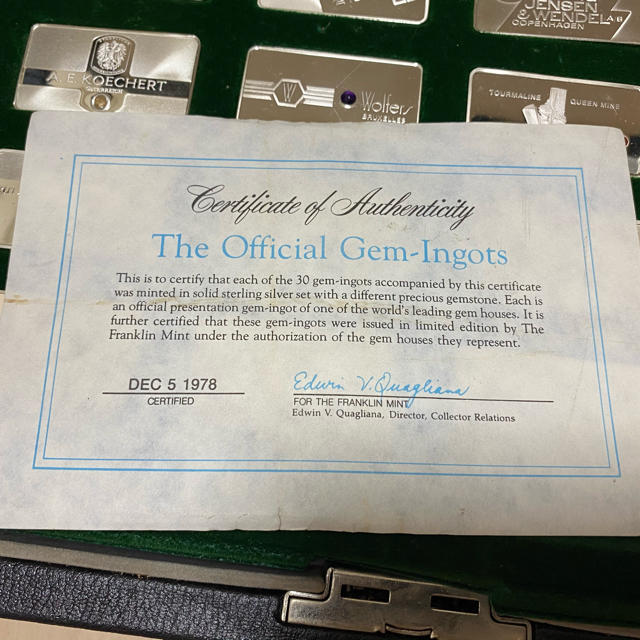 JENSEN
& WENDEL A/S
COPENHAGEN
A. E. KOECHERT
ÖSTERREICH
W
Wolfers
BRUXELLES
TOURMALINE QUEEN MINE
Certificate of Authenticity
The Official Gem-Ingots
This is to certify that each of the 30 gem-ingots accompanied by this certificate
was minted in solid sterling silver set with a different precious gemstone. Each is
an official presentation gem-ingot of one of the world's leading gem houses. It is
further certified that these gem-ingots were issued in limited edition by The
Franklin Mint under the authorization of the gem houses they represent.
DEC 5 1978
CERTIFIED
Edwin V. Quagliana
FOR THE FRANKLIN MINT
Edwin V. Quagliana, Director, Collector Relations